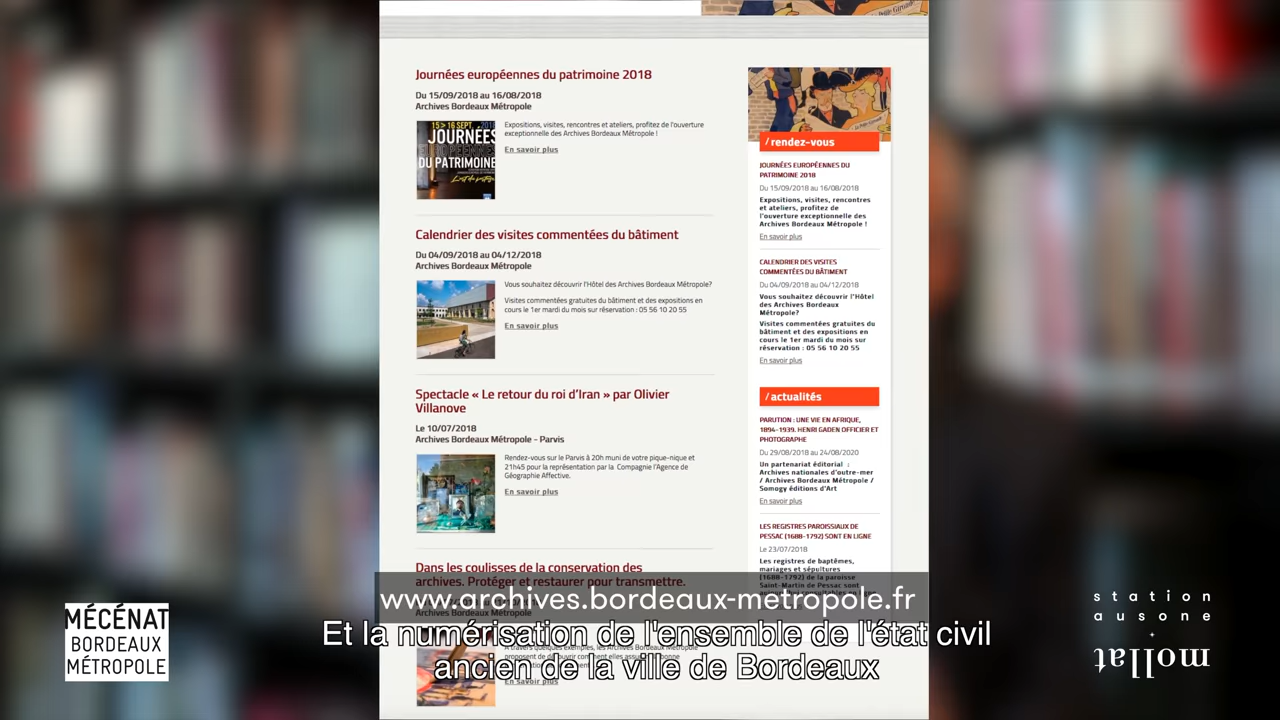 Journées européennes du patrimoine 2018
Du 15/09/2018 au 16/08/2018
Archives Bordeaux Métropole
15 > 16 SEPT. 2018
JOURNÉES
EUROPÉENNES
DU PATRIMOINE
Expositions, visites, rencontres et ateliers, profitez de l'ouverture
exceptionnelle des Archives Bordeaux Métropole !
En savoir plus
Calendrier des visites commentées du bâtiment
Du 04/09/2018 au 04/12/2018
Archives Bordeaux Métropole
Vous souhaitez découvrir l'Hôtel des Archives Bordeaux Métropole?
Visites commentées gratuites du bâtiment et des expositions en
cours le 1er mardi du mois sur réservation : 05 56 10 20 55
En savoir plus
Spectacle « Le retour du roi d'Iran » par Olivier
Villanove
Le 10/07/2018
Archives Bordeaux Métropole - Parvis
Rendez-vous sur le Parvis à 20h muni de votre pique-nique et
21h45 pour la représentation par la Compagnie l'Agence de
Géographie Affective.
En savoir plus
Dans les coulisses de la conservation des
archives. Protéger et restaurer pour transmettre.
Archives Bordeaux Métropole
A travers quelques exemples, les Archives Bordeaux Métropole
En savoir plus
/ rendez-vous
JOURNÉES EUROPÉENNES DU
PATRIMOINE 2018
Du 15/09/2018 au 16/08/2018
Expositions, visites, rencontres
et ateliers, profitez de
l'ouverture exceptionnelle des
Archives Bordeaux Métropole !
En savoir plus
CALENDRIER DES VISITES
COMMENTÉES DU BÂTIMENT
Du 04/09/2018 au 04/12/2018
Vous souhaitez découvrir l'Hôtel
des Archives Bordeaux
Métropole?
Visites commentées gratuites du
bâtiment et des expositions en
cours le 1er mardi du mois sur
réservation : 05 56 10 20 55
En savoir plus
/ actualités
PARUTION : UNE VIE EN AFRIQUE,
1894-1939. HENRI GADEN OFFICIER ET
PHOTOGRAPHE
Du 29/08/2018 au 24/08/2020
Un partenariat éditorial :
Archives nationales d'outre-mer
/ Archives Bordeaux Métropole /
Somogy éditions d'Art
En savoir plus
LES REGISTRES PAROISSIAUX DE
PESSAC (1688-1792) SONT EN LIGNE
Le 23/07/2018
Les registres de baptêmes,
mariages et sépultures
(1688-1792) de la paroisse
Saint-Martin de Pessac sont
www.archives.bordeaux-metropole.fr
Et la numérisation de l'ensemble de l'état civil
ancien de la ville de Bordeaux
MÉCÉNAT
BORDEAUX
MÉTROPOLE
station
ausone
mollat